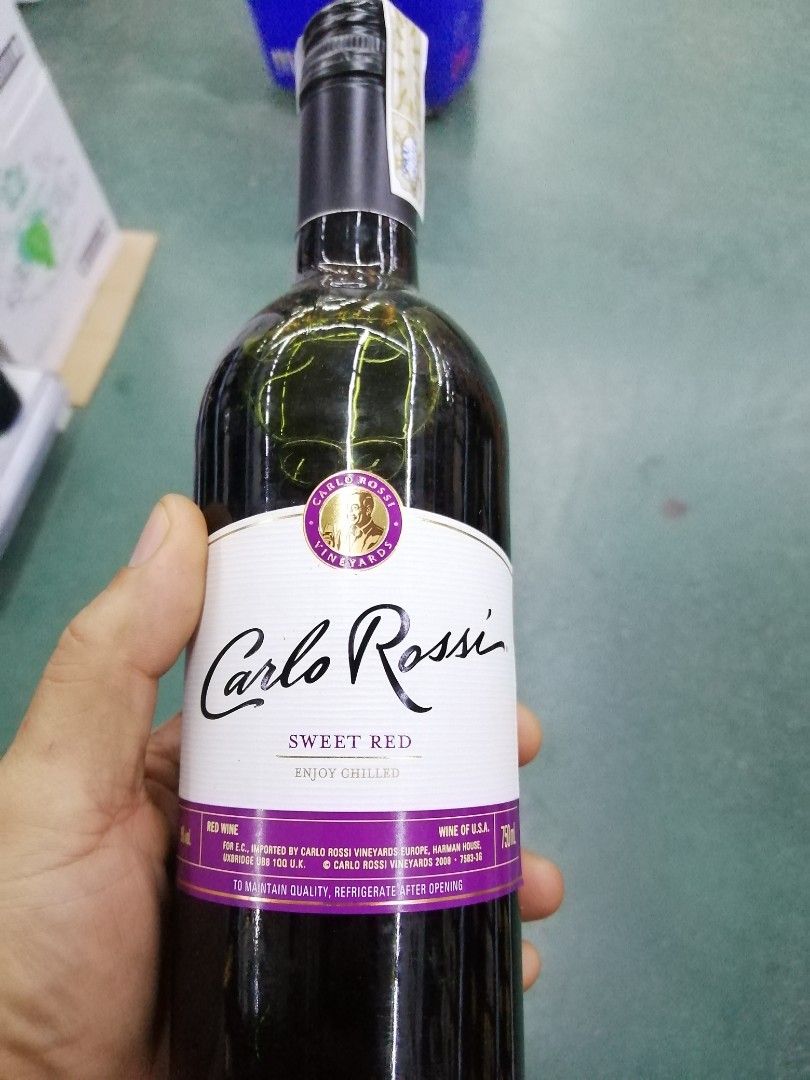 CARLO ROSSI
VINEYARDS
Carlo Rossi
SWEET RED
ENJOY CHILLED
RED WINE
WINE OF U.S.A.
750mL
FOR E.C., IMPORTED BY CARLO ROSSI VINEYARDS EUROPE, HARMAN HOUSE,
UXBRIDGE UB8 1QQ U.K. © CARLO ROSSI VINEYARDS 2008 · 7583-3G
TO MAINTAIN QUALITY, REFRIGERATE AFTER OPENING